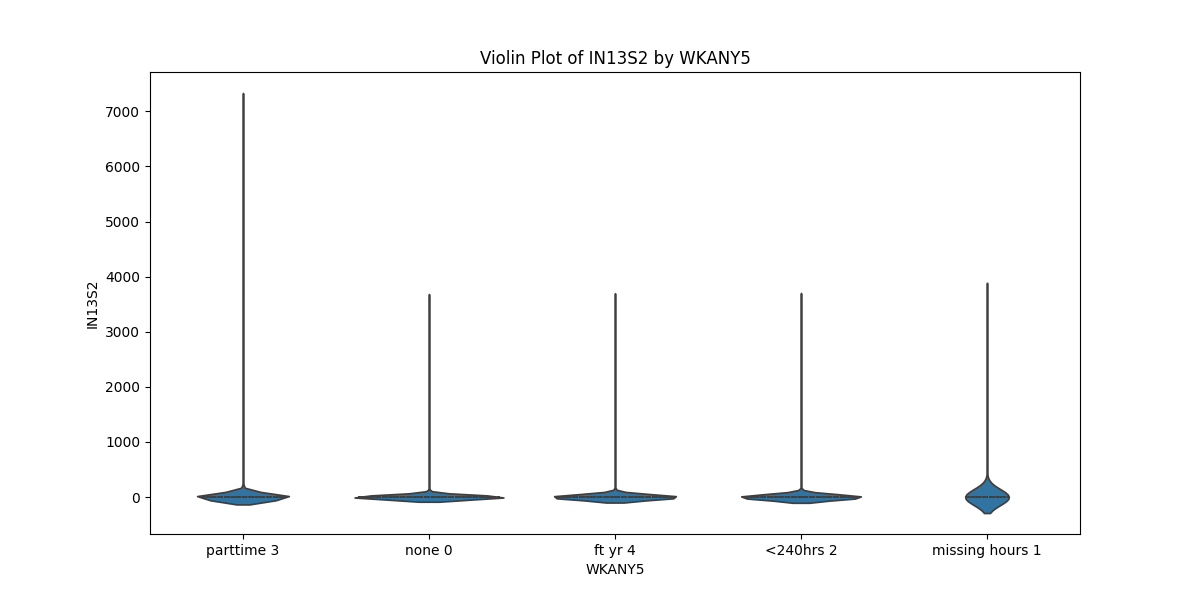 Violin Plot of IN13S2 by WKANY5
7000
6000
5000
4000
3000
2000
1000
0
IN13S2
parttime 3
none 0
ft yr 4
<240hrs 2
missing hours 1
WKANY5